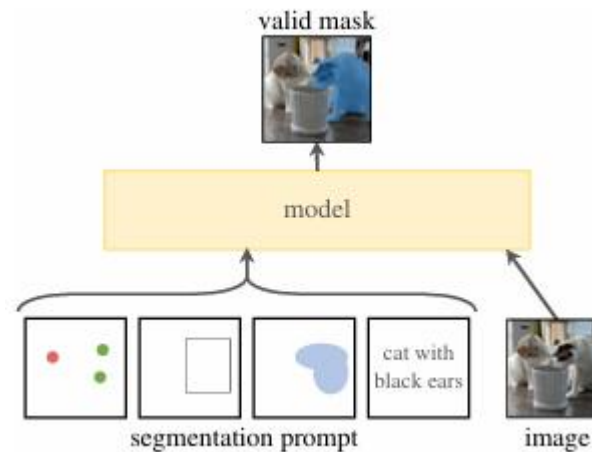 valid mask
model
cat with
black ears
segmentation prompt
image